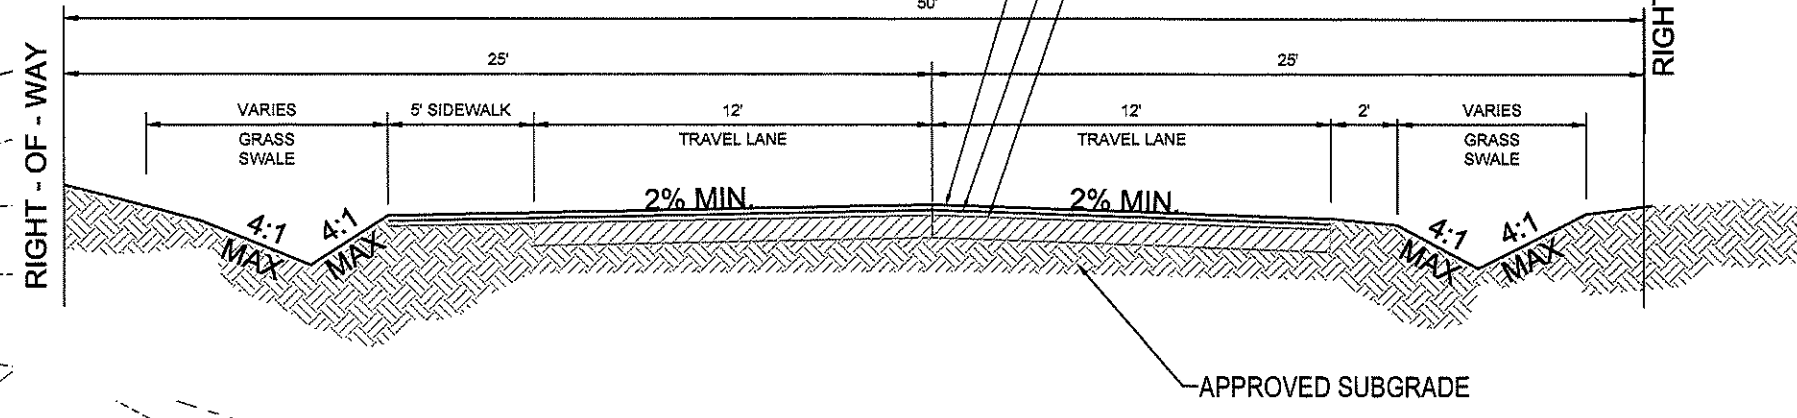 50'
RIGHT - OF - WAY
RIGHT
25'
25'
VARIES
5' SIDEWALK
12'
12'
2'
VARIES
GRASS
SWALE
TRAVEL LANE
TRAVEL LANE
GRASS
SWALE
2% MIN.
2% MIN.
4:1
MAX
4:1
MAX
4:1
MAX
4:1
MAX
APPROVED SUBGRADE